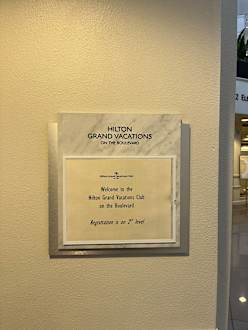 HILTON
GRAND VACATIONS
ON THE BOULEVARD
Welcome to the
Hilton Grand Vacations Club
on the Boulevard
Registration is on 2nd level